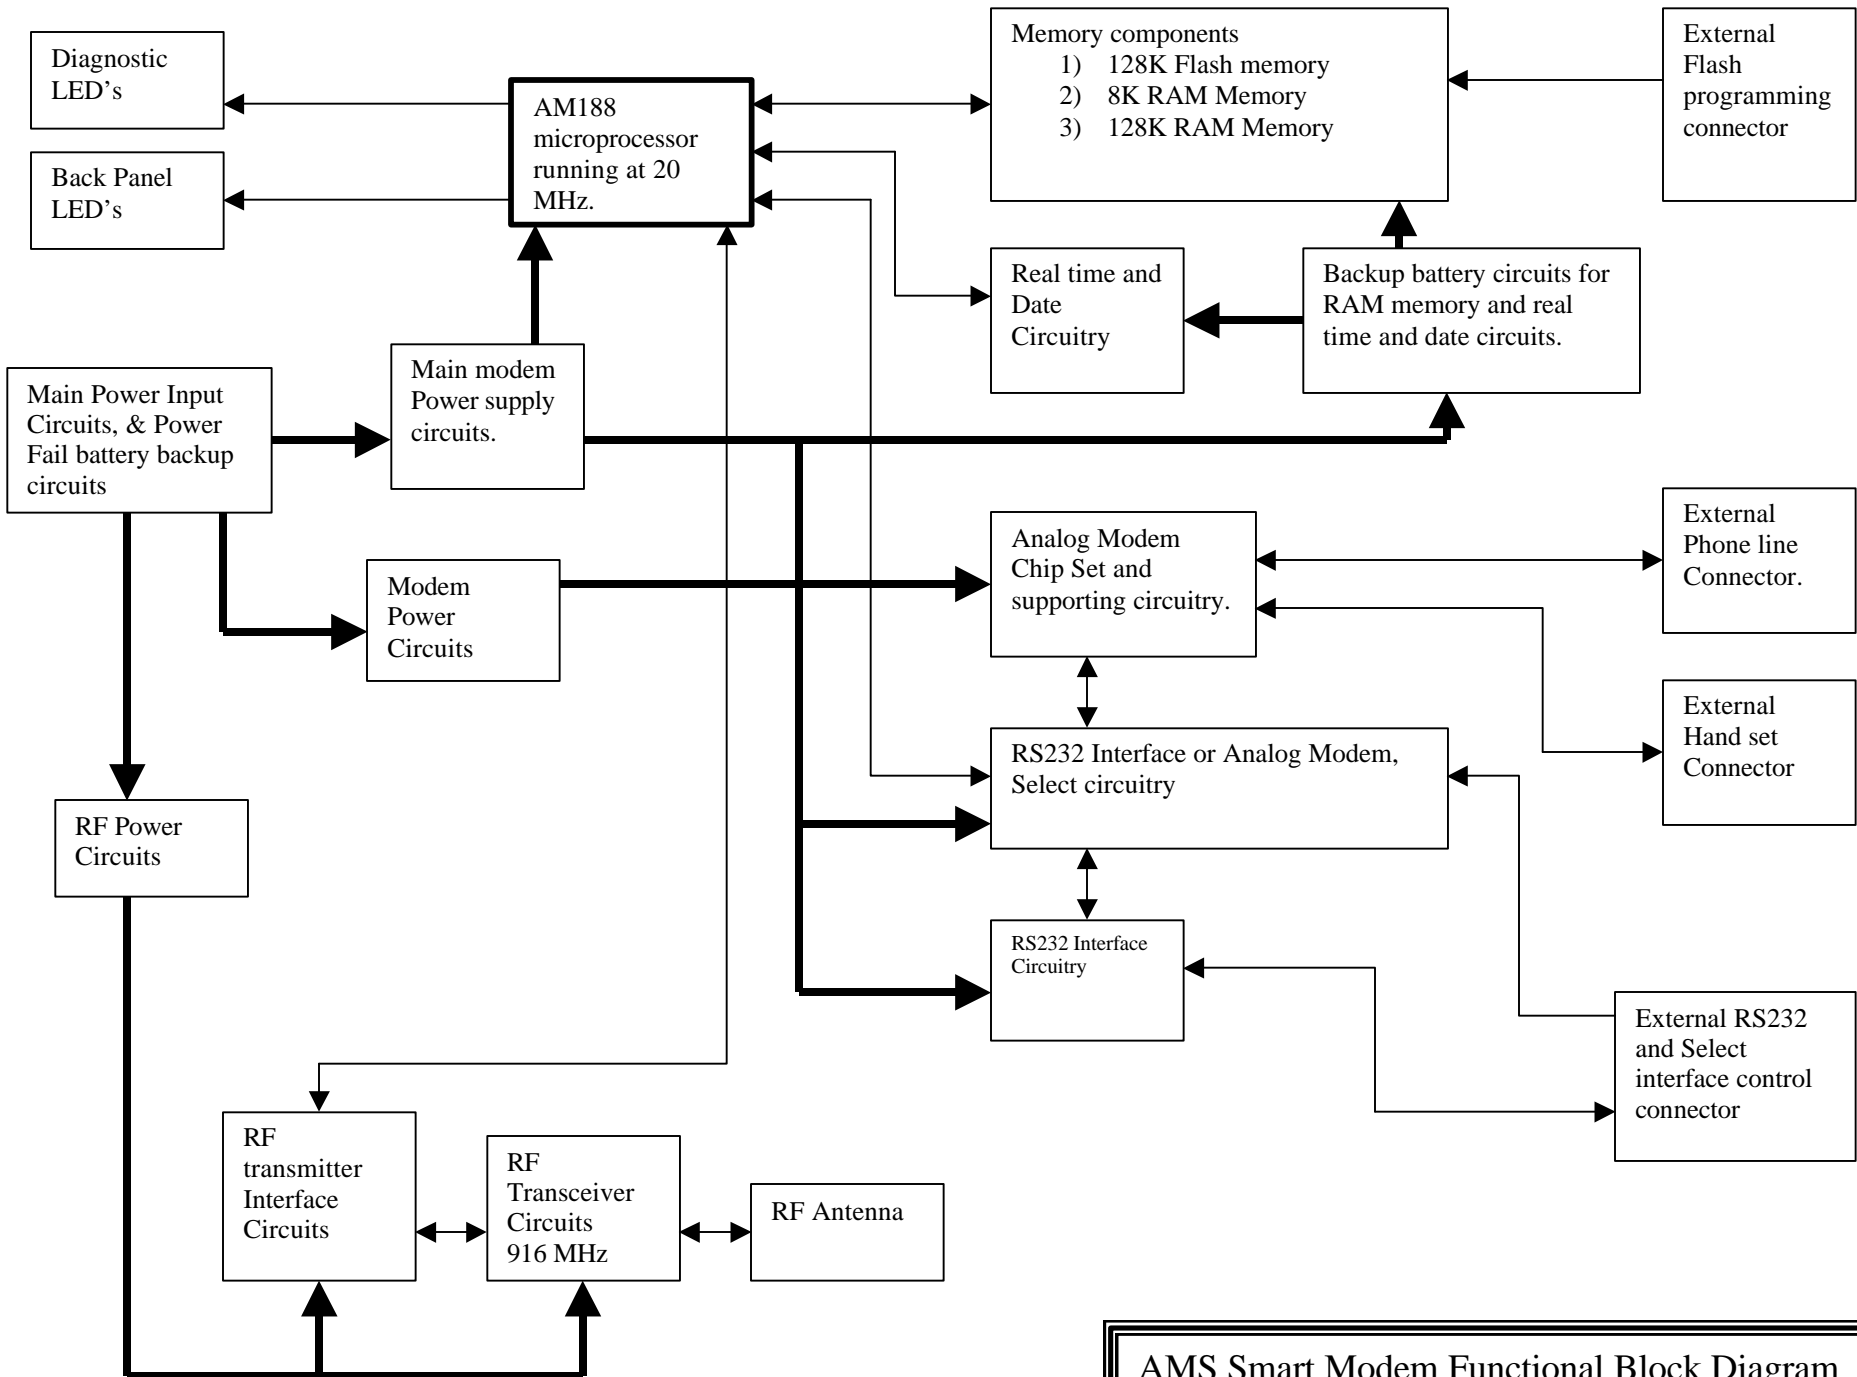 Diagnostic
LED's
Back Panel
LED's
AM188
microprocessor
running at 20
MHz.
Memory components
1) 128K Flash memory
2) 8K RAM Memory
3) 128K RAM Memory
External
Flash
programming
connector
Real time and
Date
Circuitry
Backup battery circuits for
RAM memory and real
time and date circuits.
Main Power Input
Circuits, & Power
Fail battery backup
circuits
Main modem
Power supply
circuits.
Modem
Power
Circuits
Analog Modem
Chip Set and
supporting circuitry.
External
Phone line
Connector.
External
Hand set
Connector
RS232 Interface or Analog Modem,
Select circuitry
RF Power
Circuits
RS232 Interface
Circuitry
External RS232
and Select
interface control
connector
RF
transmitter
Interface
Circuits
RF
Transceiver
Circuits
916 MHz
RF Antenna
AMS Smart Modem Functional Block Diagram